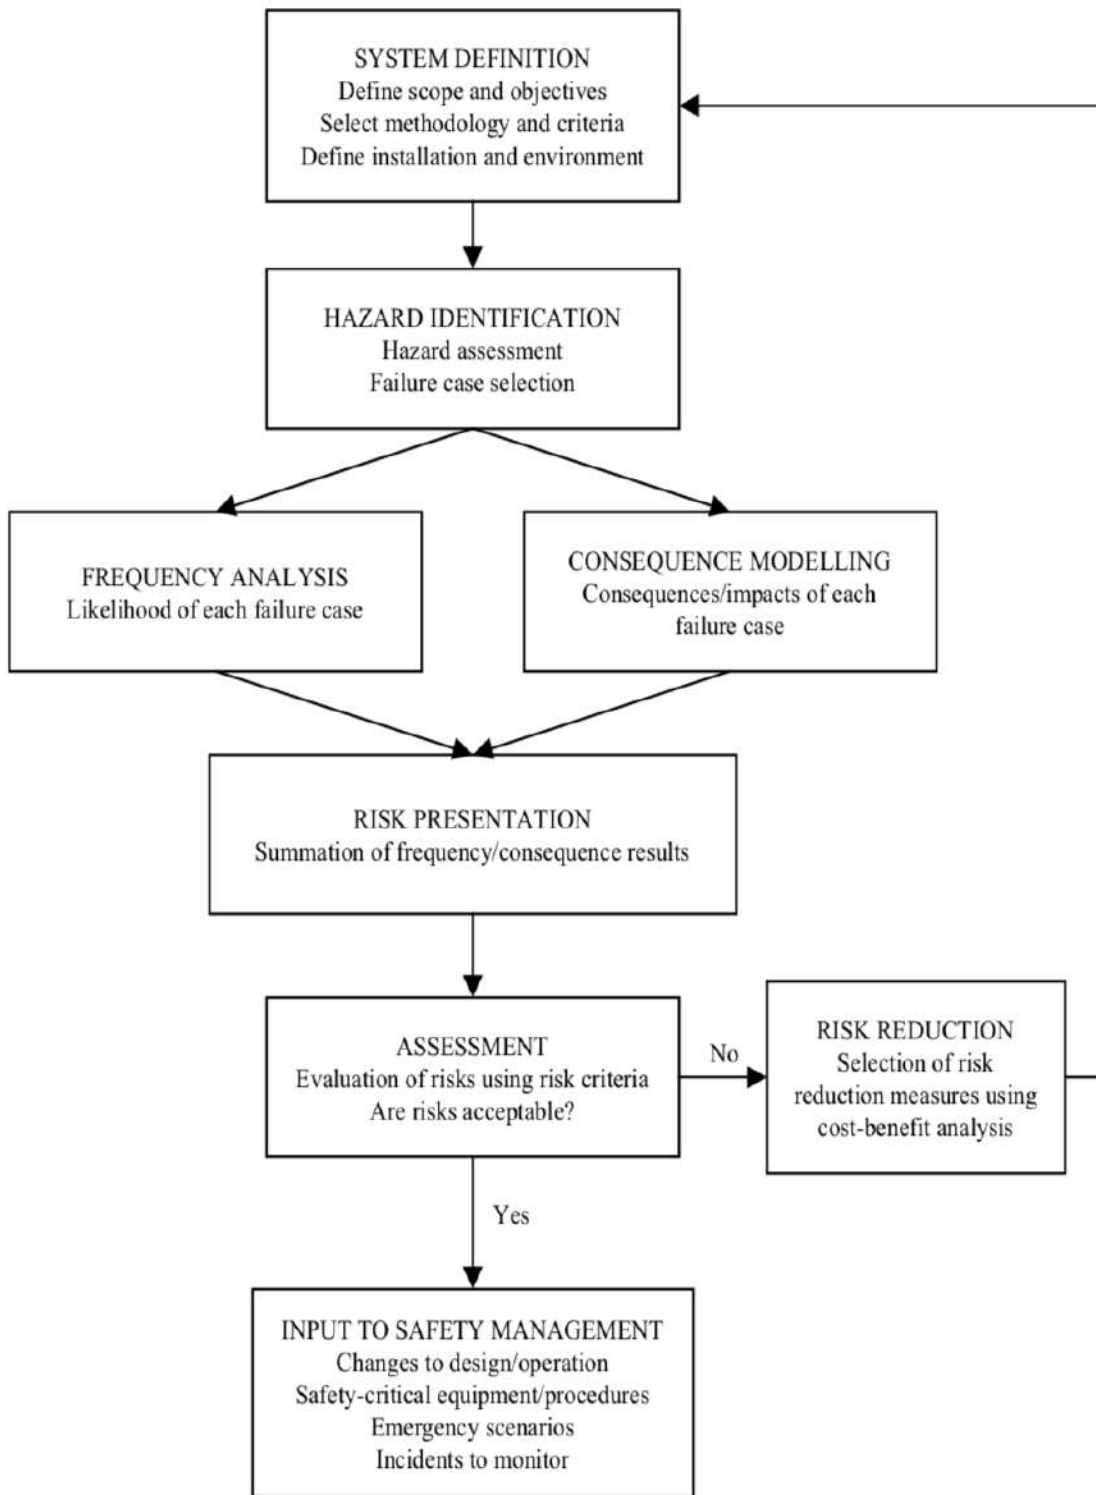 SYSTEM DEFINITION
Define scope and objectives
Select methodology and criteria
Define installation and environment
HAZARD IDENTIFICATION
Hazard assessment
Failure case selection
FREQUENCY ANALYSIS
Likelihood of each failure case
CONSEQUENCE MODELLING
Consequences/impacts of each
failure case
RISK PRESENTATION
Summation of frequency/consequence results
ASSESSMENT
Evaluation of risks using risk criteria
Are risks acceptable?
No
RISK REDUCTION
Selection of risk
reduction measures using
cost-benefit analysis
Yes
INPUT TO SAFETY MANAGEMENT
Changes to design/operation
Safety-critical equipment/procedures
Emergency scenarios
Incidents to monitor